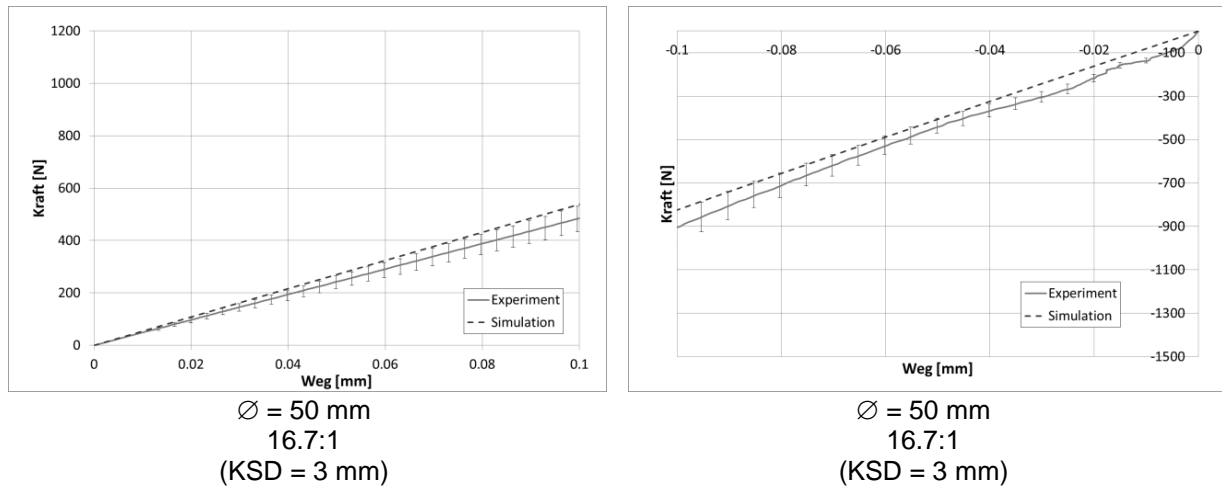 1200
1000
800
600
400
200
0
Kraft [N]
0
0.02
0.04
0.06
0.08
0.1
Weg [mm]
Experiment
Simulation
Ø = 50 mm
16.7:1
(KSD = 3 mm)
-0.1
-0.08
-0.06
-0.04
-0.02
0
-100
-300
-500
-700
-900
-1100
-1300
-1500
Kraft [N]
Weg [mm]
Experiment
Simulation
Ø = 50 mm
16.7:1
(KSD = 3 mm)